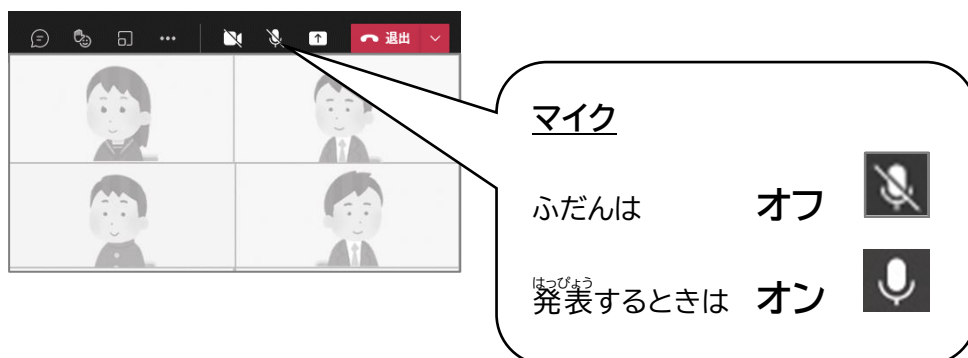 退出
マイク
ふだんは オフ
はっぴょう
発表するときは オン